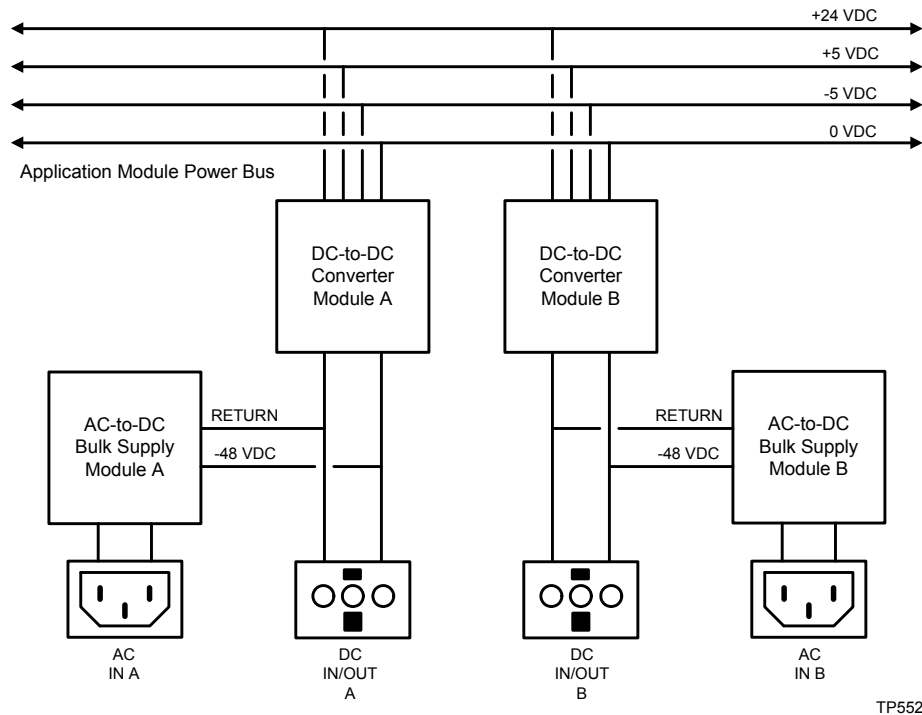 +24 VDC
+5 VDC
-5 VDC
0 VDC
Application Module Power Bus
DC-to-DC
Converter
Module A
DC-to-DC
Converter
Module B
AC-to-DC
Bulk Supply
Module A
RETURN
-48 VDC
RETURN
-48 VDC
AC-to-DC
Bulk Supply
Module B
AC
IN A
DC
IN/OUT
A
DC
IN/OUT
B
AC
IN B
TP552